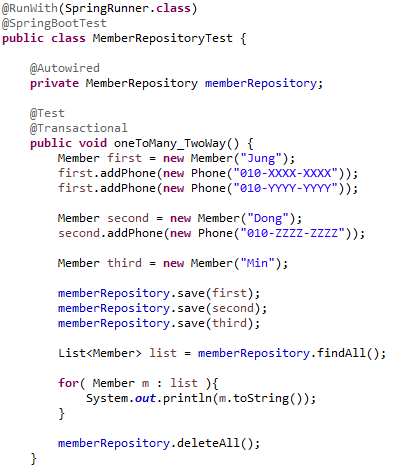 @RunWith(SpringRunner.class)
@SpringBootTest
public class MemberRepositoryTest {
@Autowired
private MemberRepository memberRepository;
@Test
@Transactional
public void oneToMany_TwoWay() {
Member first = new Member("Jung");
first.addPhone(new Phone("010-XXXX-XXXX"));
first.addPhone(new Phone("010-YYYY-YYYY"));
Member second = new Member("Dong");
second.addPhone(new Phone("010-ZZZZ-ZZZZ"));
Member third = new Member("Min");
memberRepository.save(first);
memberRepository.save(second);
memberRepository.save(third);
List<Member> list = memberRepository.findAll();
for( Member m : list ){
System.out.println(m.toString());
}
memberRepository.deleteAll();
}